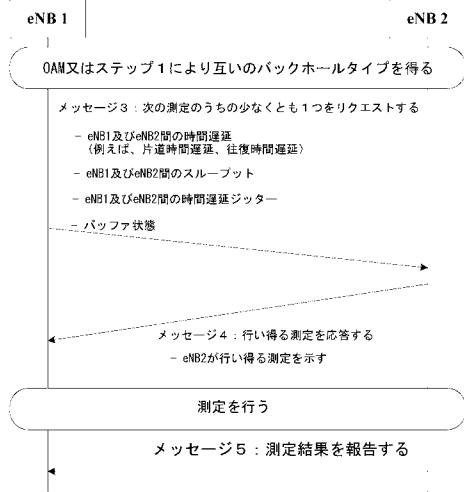 eNB 1
eNB 2
OAM又はステップ１により互いのバックホールタイプを得る
メッセージ３：次の測定のうちの少なくとも１つをリクエストする
− eNB1及びeNB2間の時間遅延
（例えば、片道時間遅延、往復時間遅延）
− eNB1及びeNB2間のスループット
− eNB1及びeNB2間の時間遅延ジッター
− バッファ状態
メッセージ４：行い得る測定を応答する
− eNB2が行い得る測定を示す
測定を行う
メッセージ５：測定結果を報告する